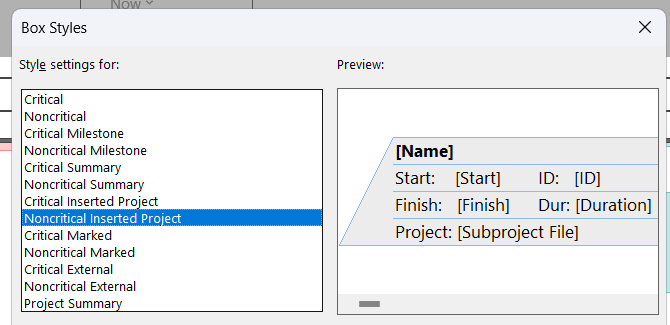 Now
Box Styles
Style settings for:
Preview:
Critical
Noncritical
Critical Milestone
Noncritical Milestone
Critical Summary
Noncritical Summary
Critical Inserted Project
Noncritical Inserted Project
Critical Marked
Noncritical Marked
Critical External
Noncritical External
Project Summary
[Name]
Start: [Start] ID: [ID]
Finish: [Finish] Dur: [Duration]
Project: [Subproject File]